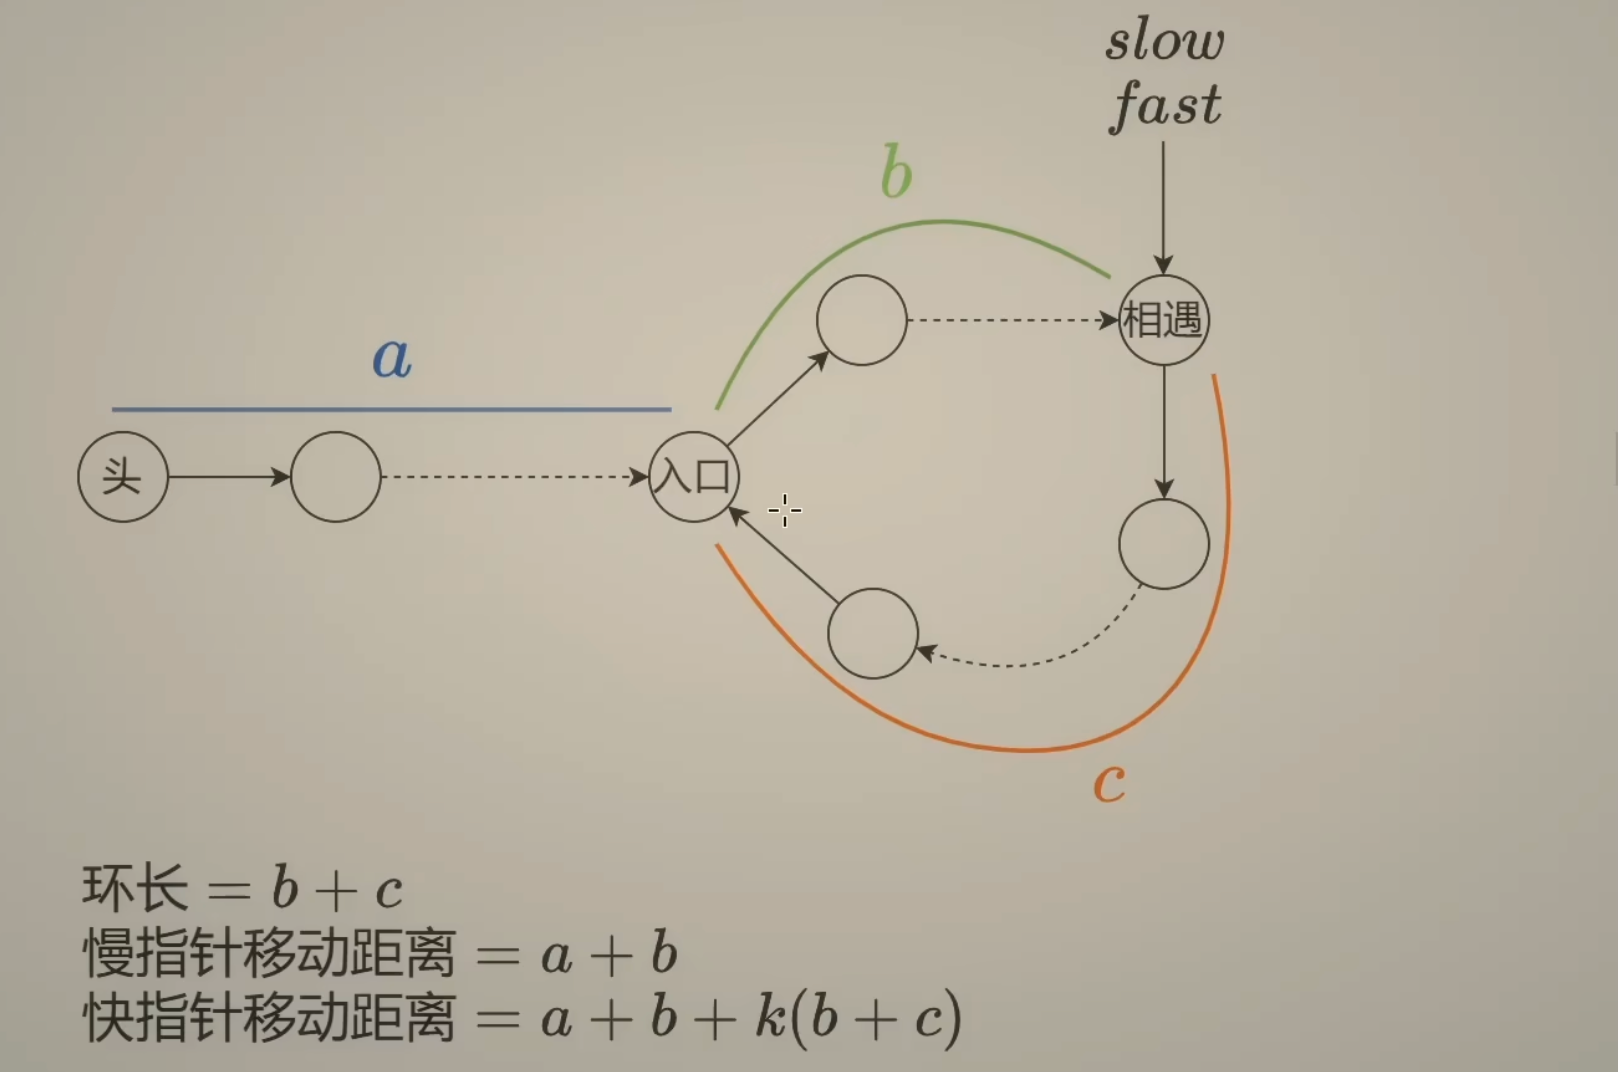 slow
fast
b
a
相遇
头
入口
c
环长 = b + c
慢指针移动距离 = a + b
快指针移动距离 = a + b + k(b + c)